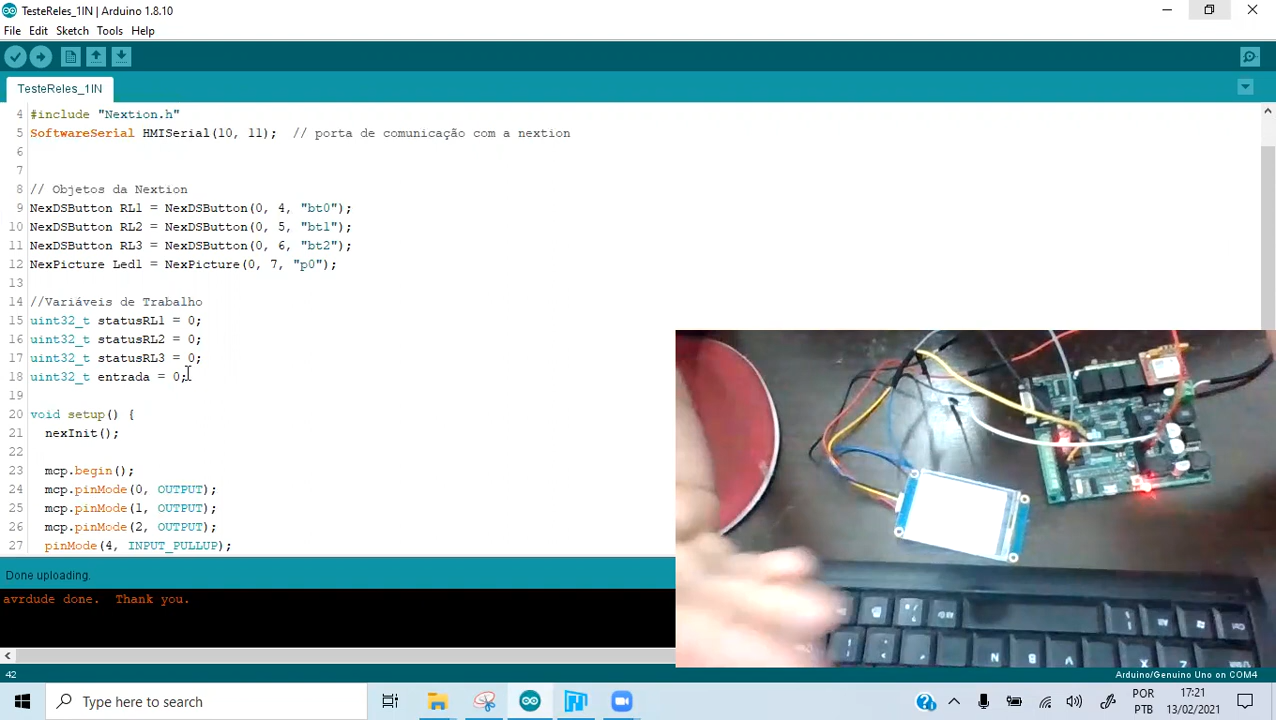 TesteReles_1IN | Arduino 1.8.10
File Edit Sketch Tools Help
TesteReles_1IN
4 #include "Nextion.h"
5 SoftwareSerial HMISerial(10, 11);  // porta de comunicação com a nextion
6
7
8 // Objetos da Nextion
9 NexDSButton RL1 = NexDSButton(0, 4, "bt0");
10 NexDSButton RL2 = NexDSButton(0, 5, "bt1");
11 NexDSButton RL3 = NexDSButton(0, 6, "bt2");
12 NexPicture Led1 = NexPicture(0, 7, "p0");
13
14 //Variáveis de Trabalho
15 uint32_t statusRL1 = 0;
16 uint32_t statusRL2 = 0;
17 uint32_t statusRL3 = 0;
18 uint32_t entrada = 0;
19
20 void setup() {
21   nexInit();
22
23   mcp.begin();
24   mcp.pinMode(0, OUTPUT);
25   mcp.pinMode(1, OUTPUT);
26   mcp.pinMode(2, OUTPUT);
27   pinMode(4, INPUT_PULLUP);
Done uploading.
avrdude done.  Thank you.
42 Arduino/Genuino Uno on COM4
Type here to search
POR 17:21
PTB 13/02/2021